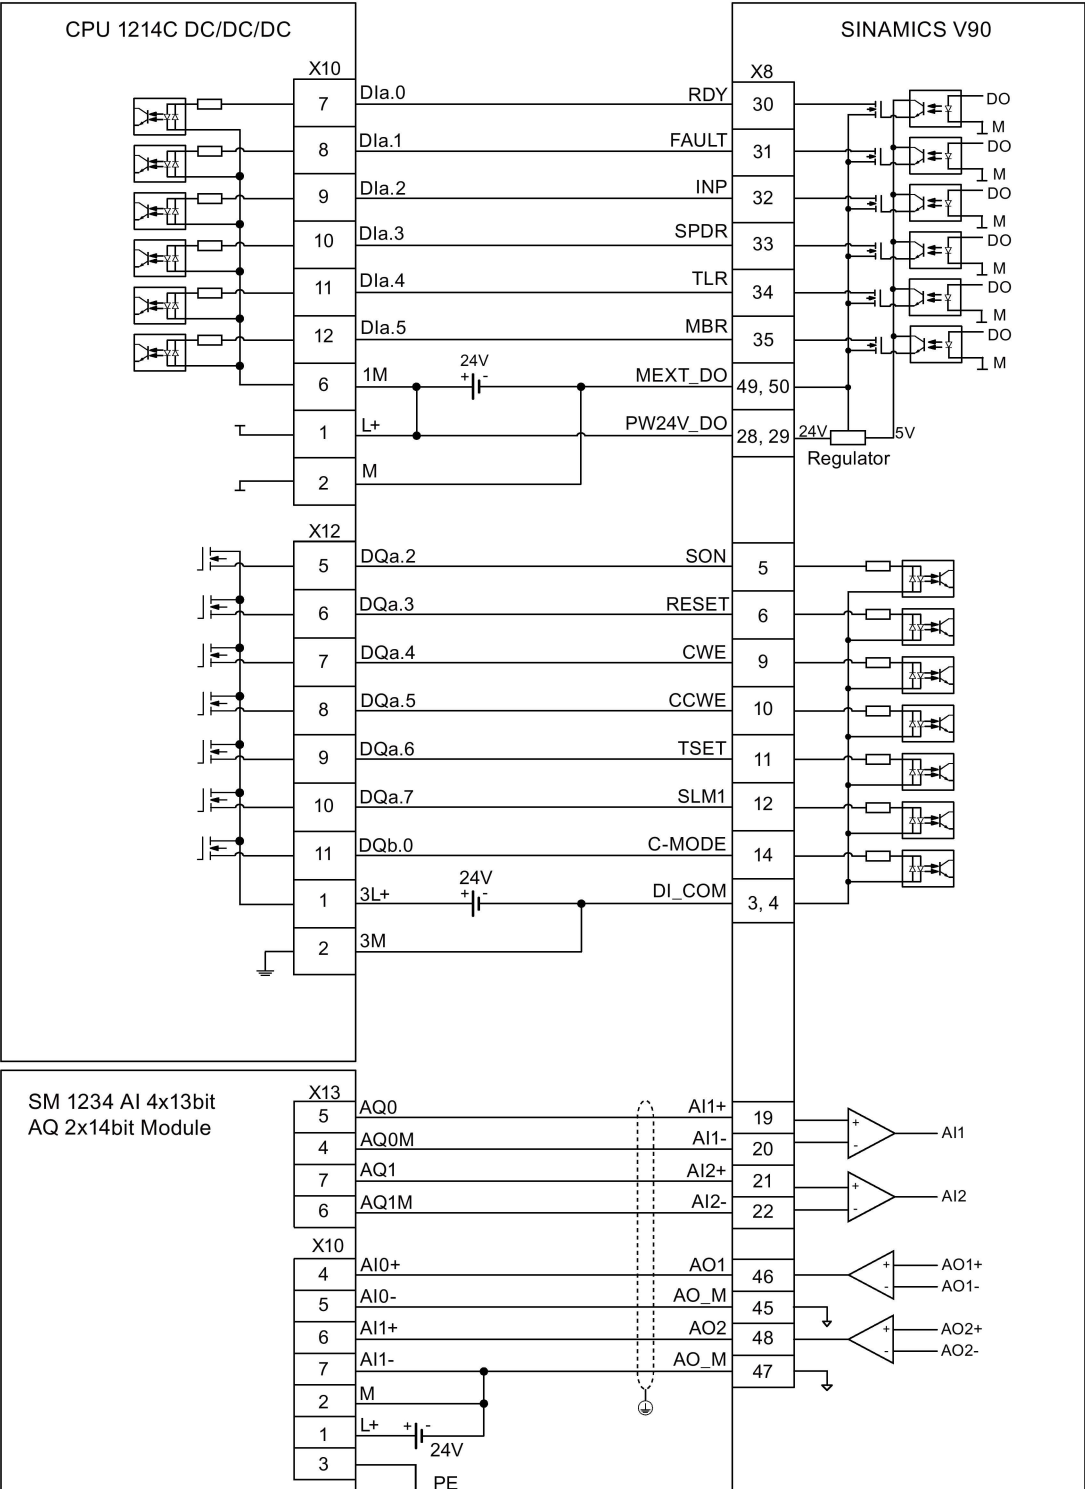 CPU 1214C DC/DC/DC
SINAMICS V90
X10
X8
7 DIa.0 RDY 30 DO
M
8 DIa.1 FAULT 31 DO
M
9 DIa.2 INP 32 DO
M
10 DIa.3 SPDR 33 DO
M
11 DIa.4 TLR 34 DO
M
12 DIa.5 MBR 35 DO
M
24V
6 1M + - MEXT_DO 49, 50
1 L+ PW24V_DO 28, 29 24V 5V
Regulator
2 M
X12
5 DQa.2 SON 5
6 DQa.3 RESET 6
7 DQa.4 CWE 9
8 DQa.5 CCWE 10
9 DQa.6 TSET 11
10 DQa.7 SLM1 12
11 DQb.0 C-MODE 14
24V
1 3L+ + - DI_COM 3, 4
2 3M
SM 1234 AI 4x13bit
AQ 2x14bit Module
X13
5 AQ0 AI1+ 19 +
AI1
4 AQ0M AI1- 20 -
7 AQ1 AI2+ 21 +
AI2
6 AQ1M AI2- 22 -
X10
4 AI0+ AO1 46 + AO1+
- AO1-
5 AI0- AO_M 45
6 AI1+ AO2 48 + AO2+
- AO2-
7 AI1- AO_M 47
2 M
1 L+ + -
24V
3
PE